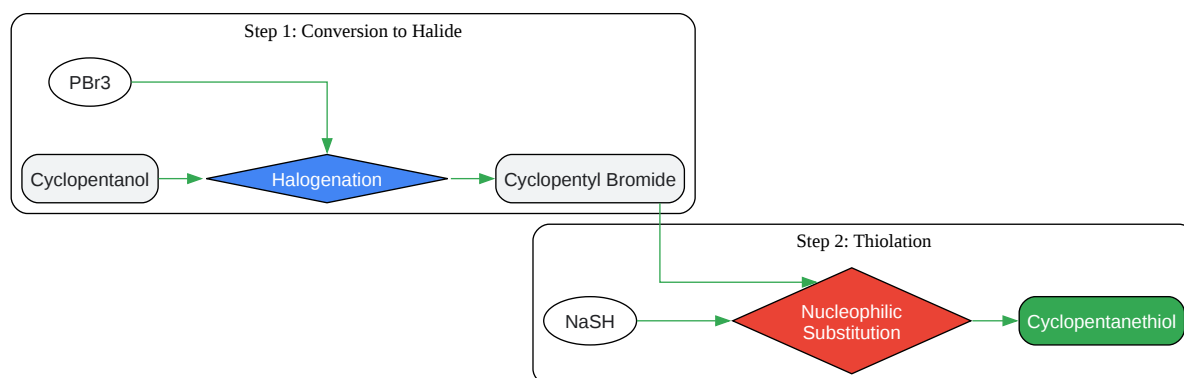 Step 1: Conversion to Halide
PBr3
Cyclopentanol
Halogenation
Cyclopentyl Bromide
Step 2: Thiolation
NaSH
Nucleophilic
Substitution
Cyclopentanethiol